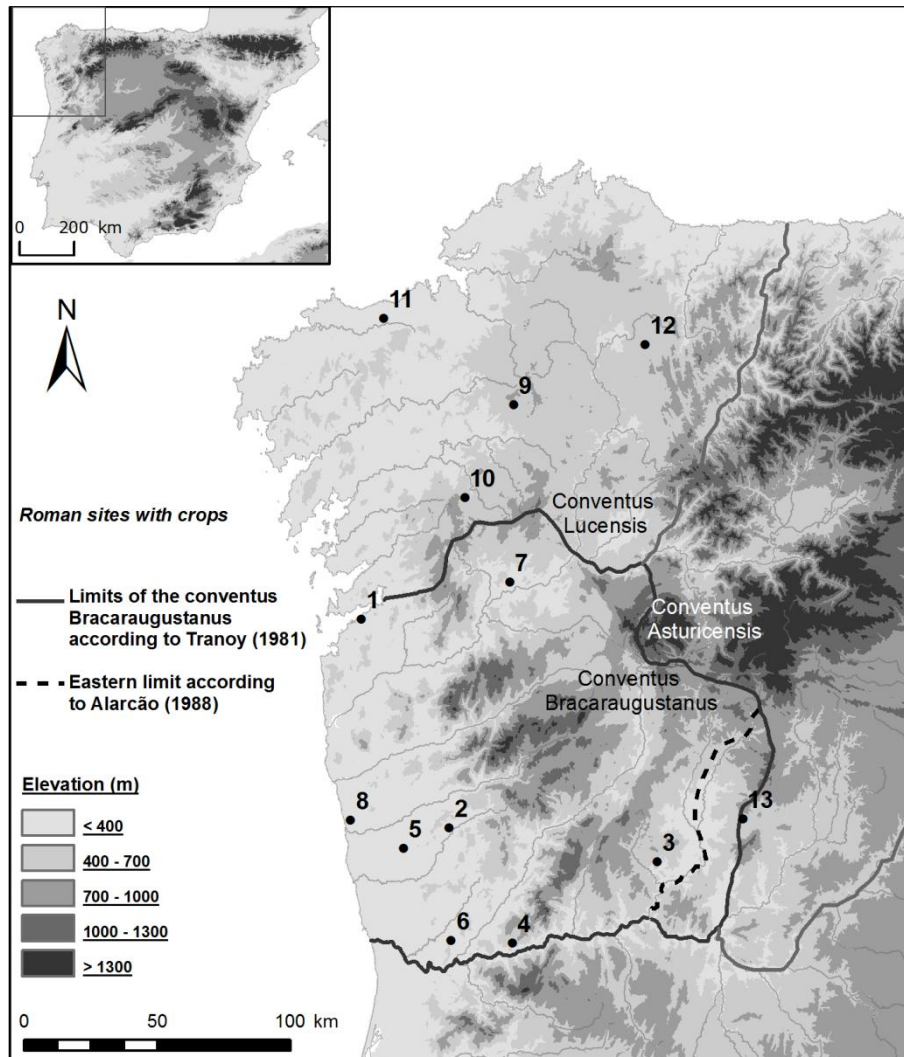 0 200 km
N
11
12
9
10
Conventus
Lucensis
Roman sites with crops
7
1
Limits of the conventus
Bracaraugustanus
according to Tranoy (1981)
Conventus
Asturicensis
Eastern limit according
to Alarcão (1988)
Conventus
Bracaraugustanus
Elevation (m)
< 400
400 - 700
700 - 1000
1000 - 1300
> 1300
8
5
2
13
3
6
4
0 50 100 km